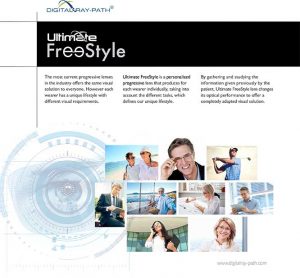 DIGITAL RAY-PATH®
Ultimate
FreeStyle
The most current progressive lenses
in the industry offers the same visual
solution to everyone. However each
wearer has a unique lifestyle with
different visual requirements.
Ultimate FreeStyle is a personalized
progressive lens that produces for
each wearer individually, taking into
account the different tasks, which
defines our unique lifestyle.
By gathering and studying the
information given previously by the
patient, Ultimate FreeStyle lens changes
its optical performance to offer a
completely adapted visual solution.
www.digitalray-path.com